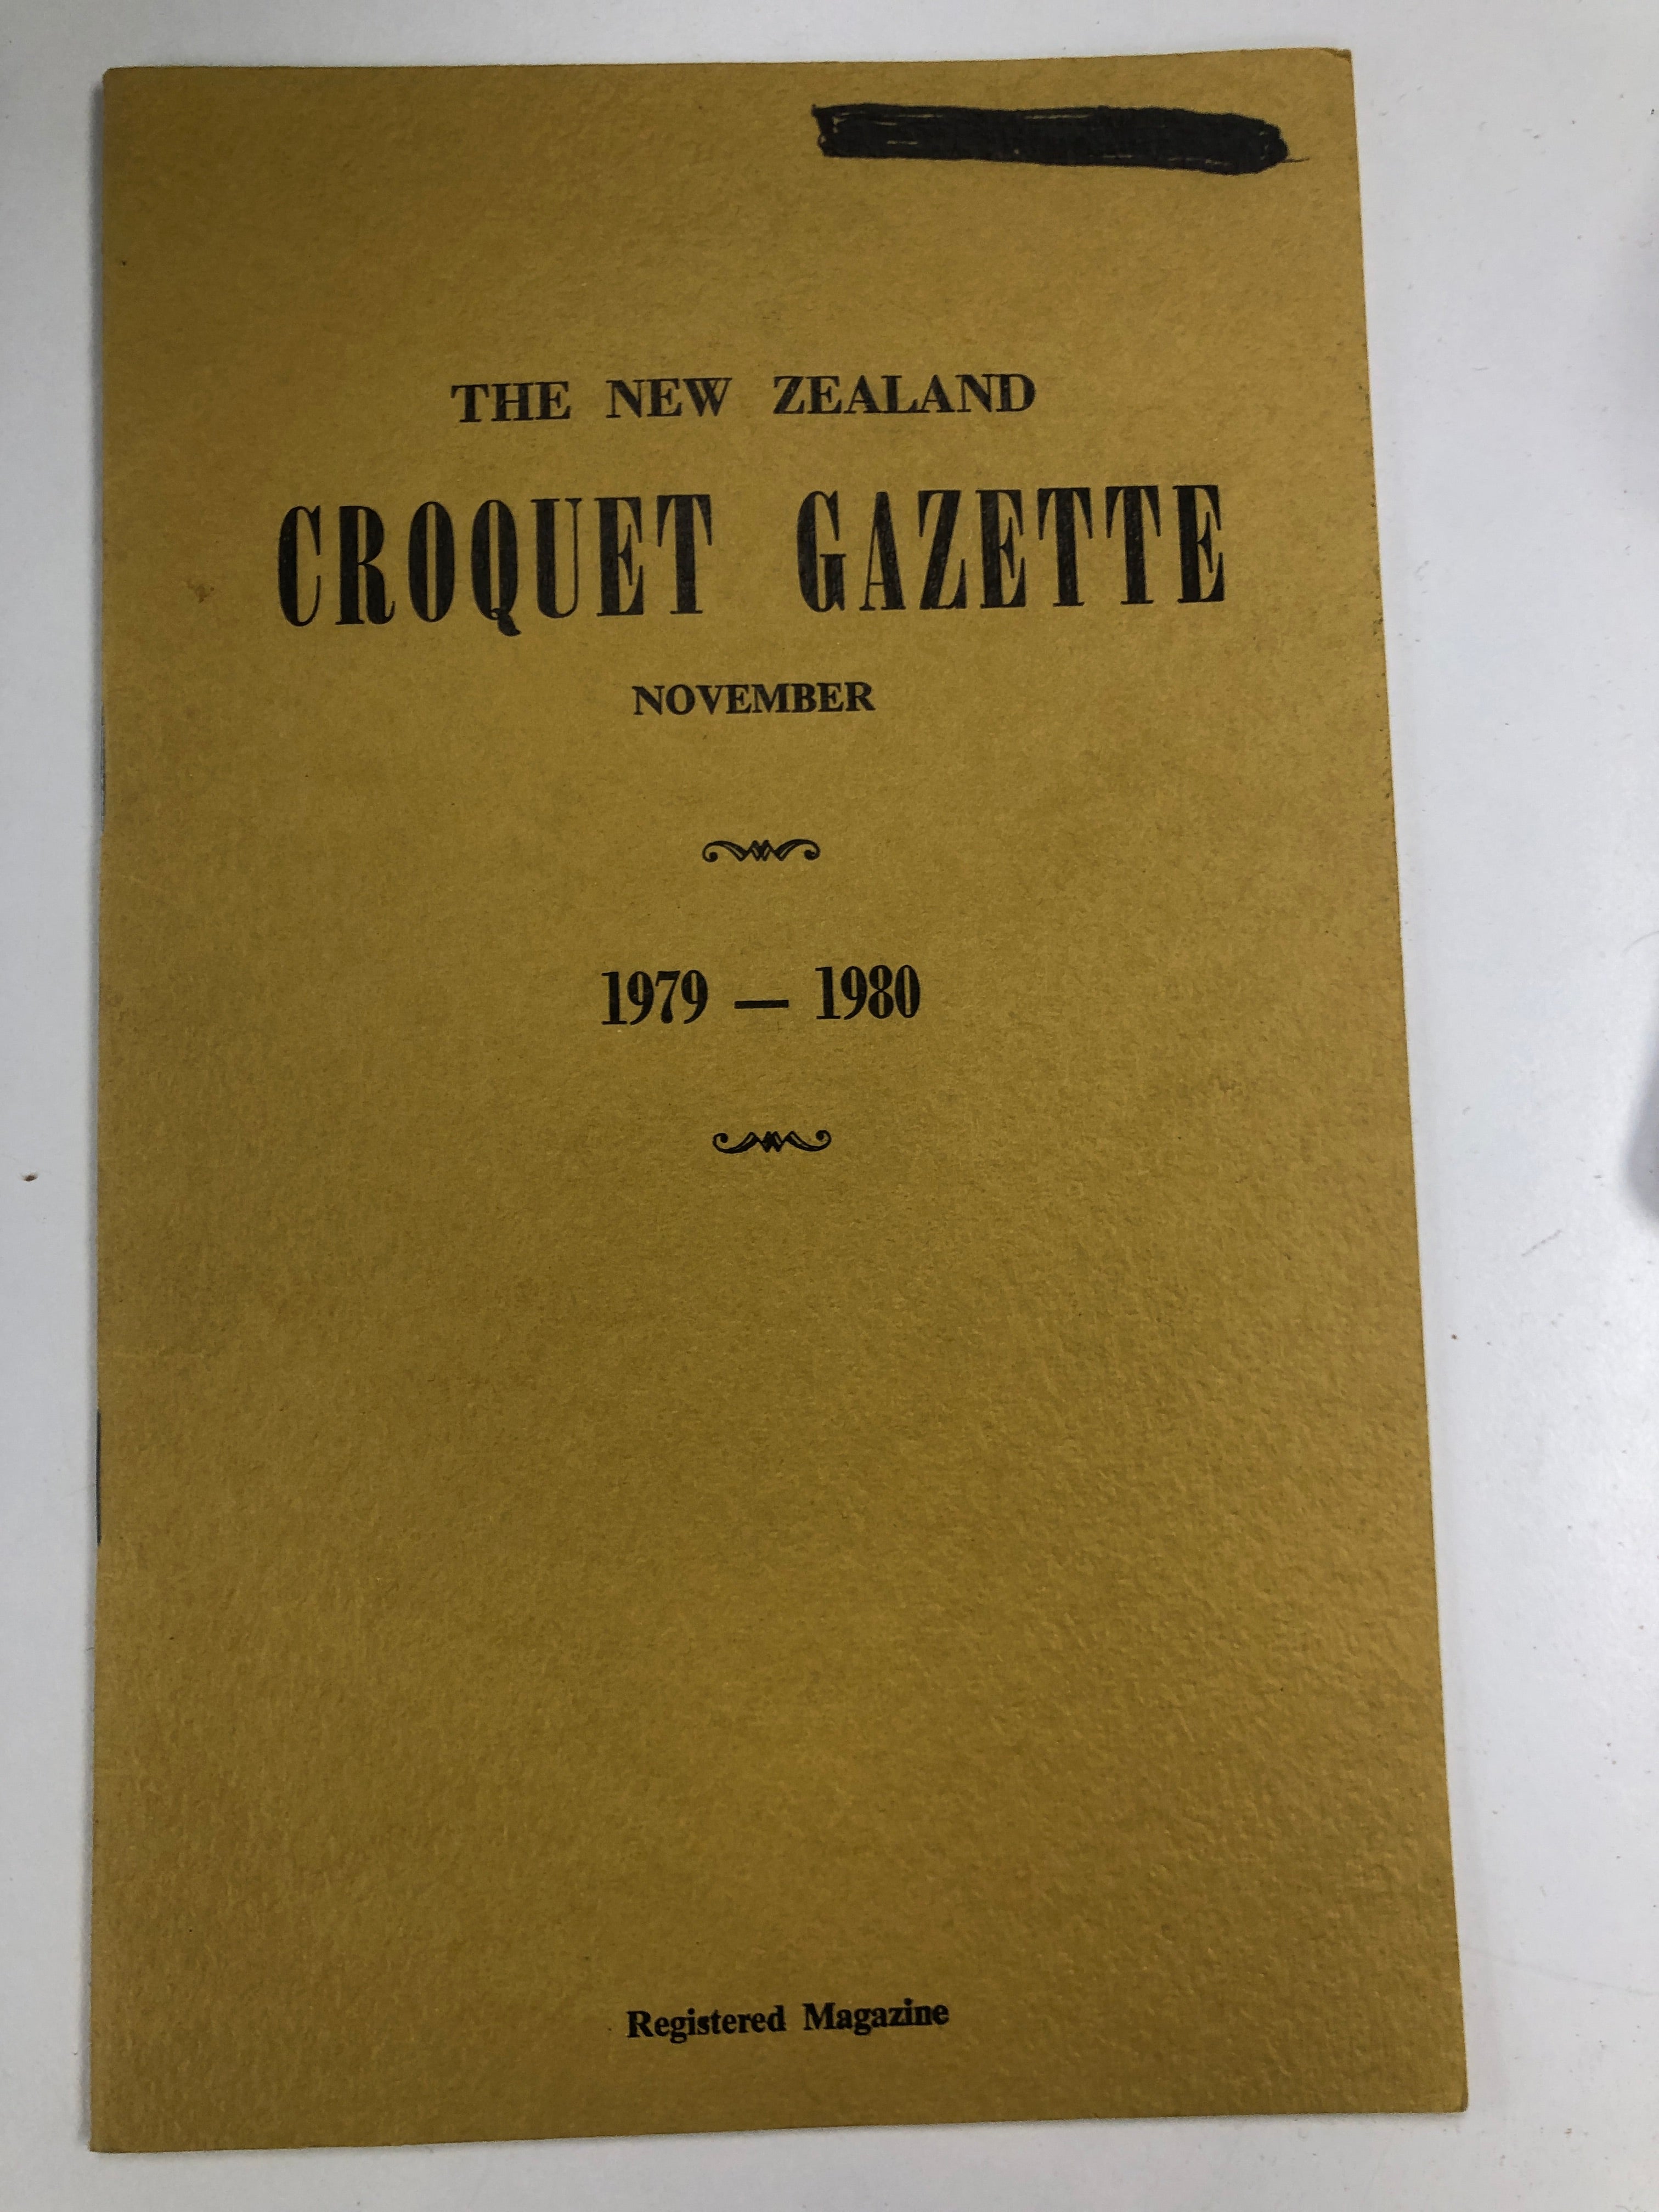 THE NEW ZEALAND
CROQUET GAZETTE
NOVEMBER
1979 — 1980
Registered Magazine